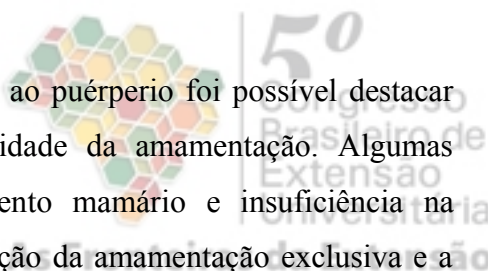 5º
Congresso
ao puérperio foi possível destacar
Brasileiro de
idade da amamentação. Algumas
Extensão
ento mamário e insuficiência na
Universitária
ção da amamentação exclusiva e a